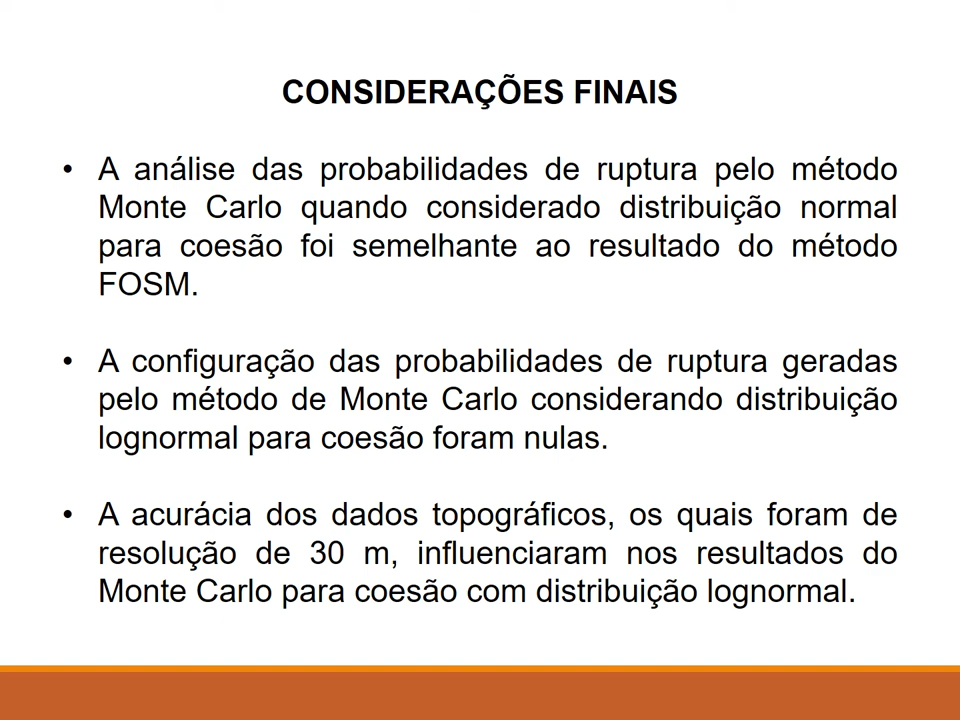 CONSIDERAÇÕES FINAIS
• A análise das probabilidades de ruptura pelo método
Monte Carlo quando considerado distribuição normal
para coesão foi semelhante ao resultado do método
FOSM.
• A configuração das probabilidades de ruptura geradas
pelo método de Monte Carlo considerando distribuição
lognormal para coesão foram nulas.
• A acurácia dos dados topográficos, os quais foram de
resolução de 30 m, influenciaram nos resultados do
Monte Carlo para coesão com distribuição lognormal.